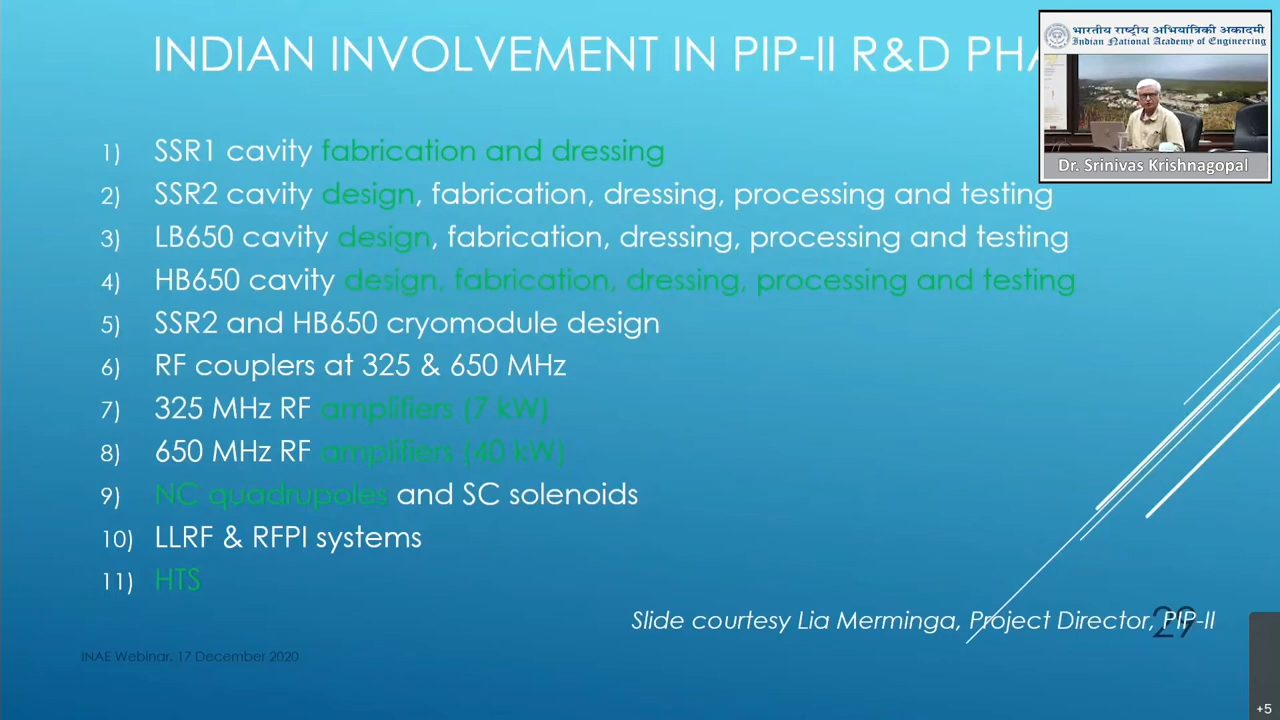 INDIAN INVOLVEMENT IN PIP-II R&D PHA
भारतीय राष्ट्रीय अभियांत्रिकी अकादमी
Indian National Academy of Engineering
Dr. Srinivas Krishnagopal
1) SSR1 cavity fabrication and dressing
2) SSR2 cavity design, fabrication, dressing, processing and testing
3) LB650 cavity design, fabrication, dressing, processing and testing
4) HB650 cavity design, fabrication, dressing, processing and testing
5) SSR2 and HB650 cryomodule design
6) RF couplers at 325 & 650 MHz
7) 325 MHz RF amplifiers (7 kW)
8) 650 MHz RF amplifiers (40 kW)
9) NC quadrupoles and SC solenoids
10) LLRF & RFPI systems
11) HTS
Slide courtesy Lia Merminga, Project Director, PIP-II
29
INAE Webinar. 17 December 2020
+5